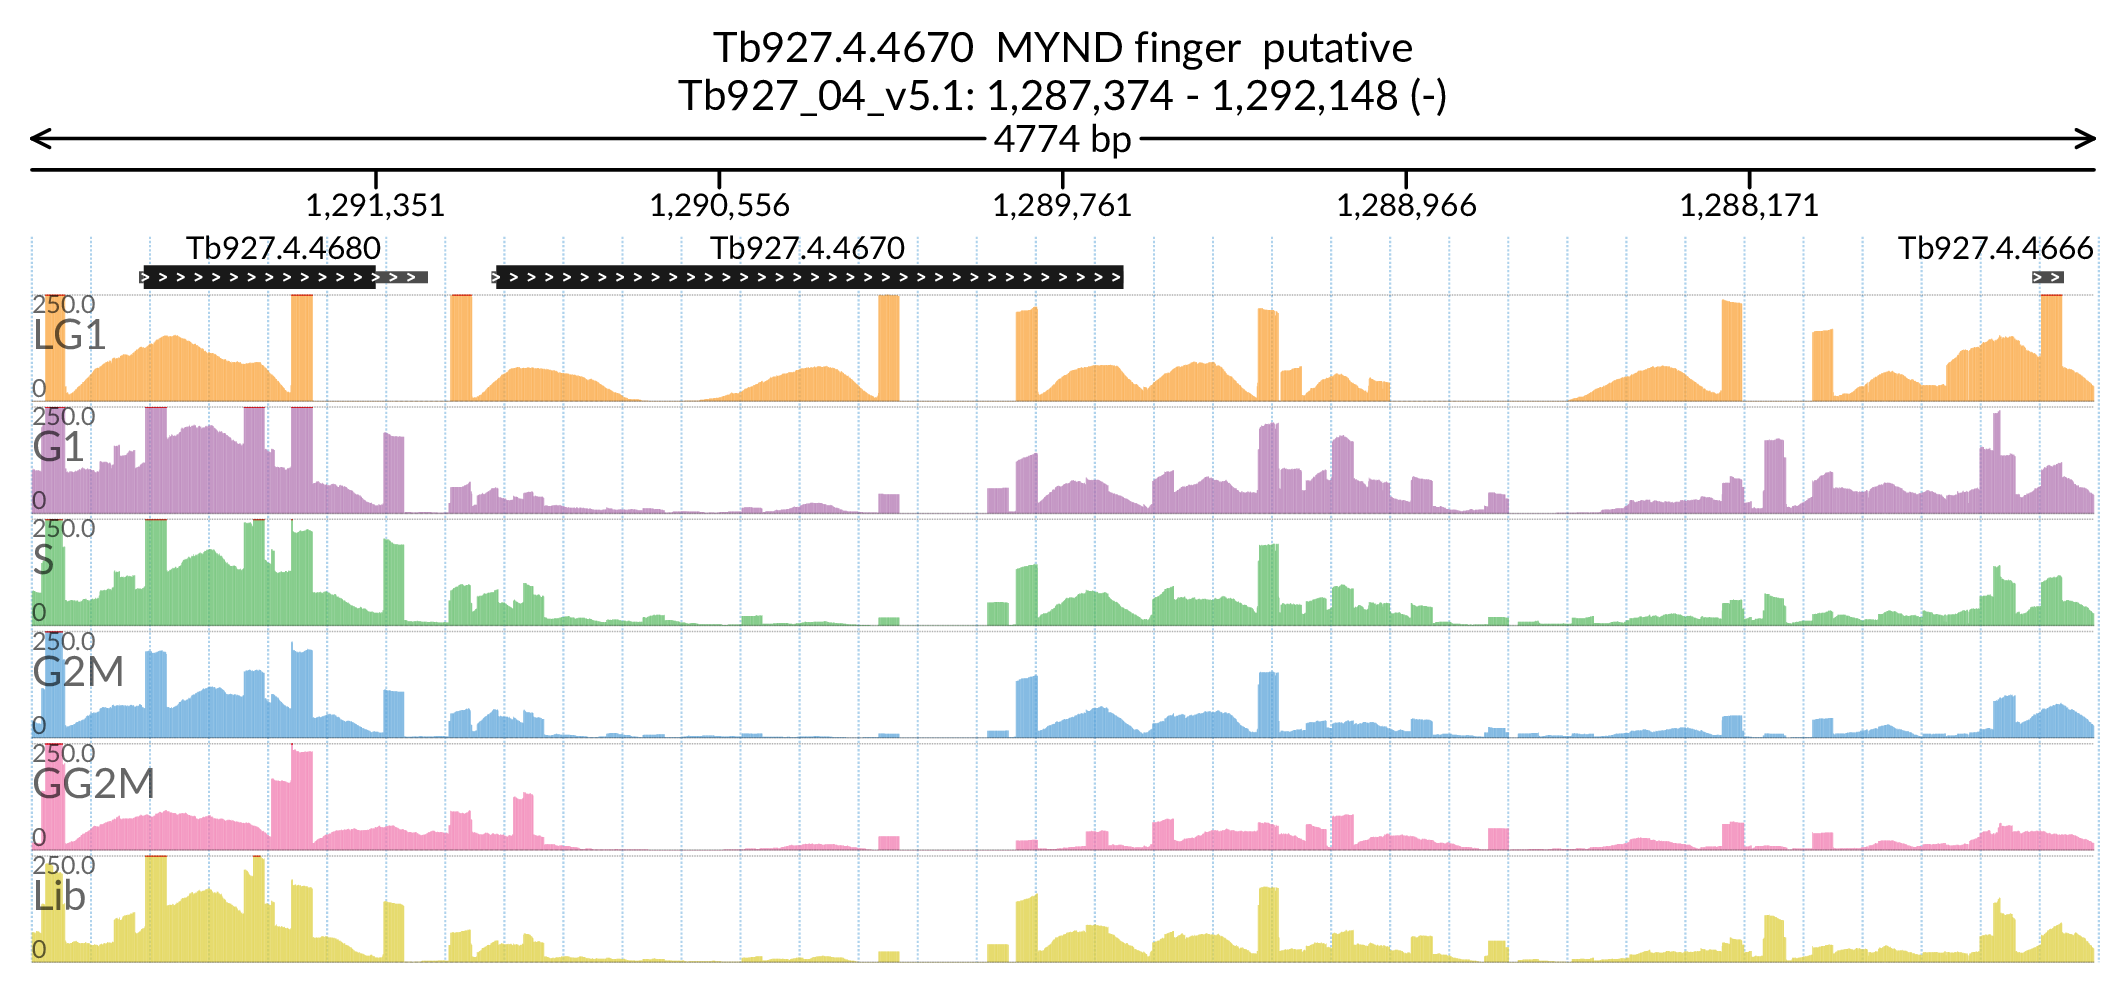 Tb927.4.4670  MYND finger  putative
Tb927_04_v5.1: 1,287,374 - 1,292,148 (-)
4774 bp
1,291,351 1,290,556 1,289,761 1,288,966 1,288,171
Tb927.4.4680 Tb927.4.4670 Tb927.4.4666
250.0
LG1
0
250.0
G1
0
250.0
S
0
250.0
G2M
0
250.0
GG2M
0
250.0
Lib
0